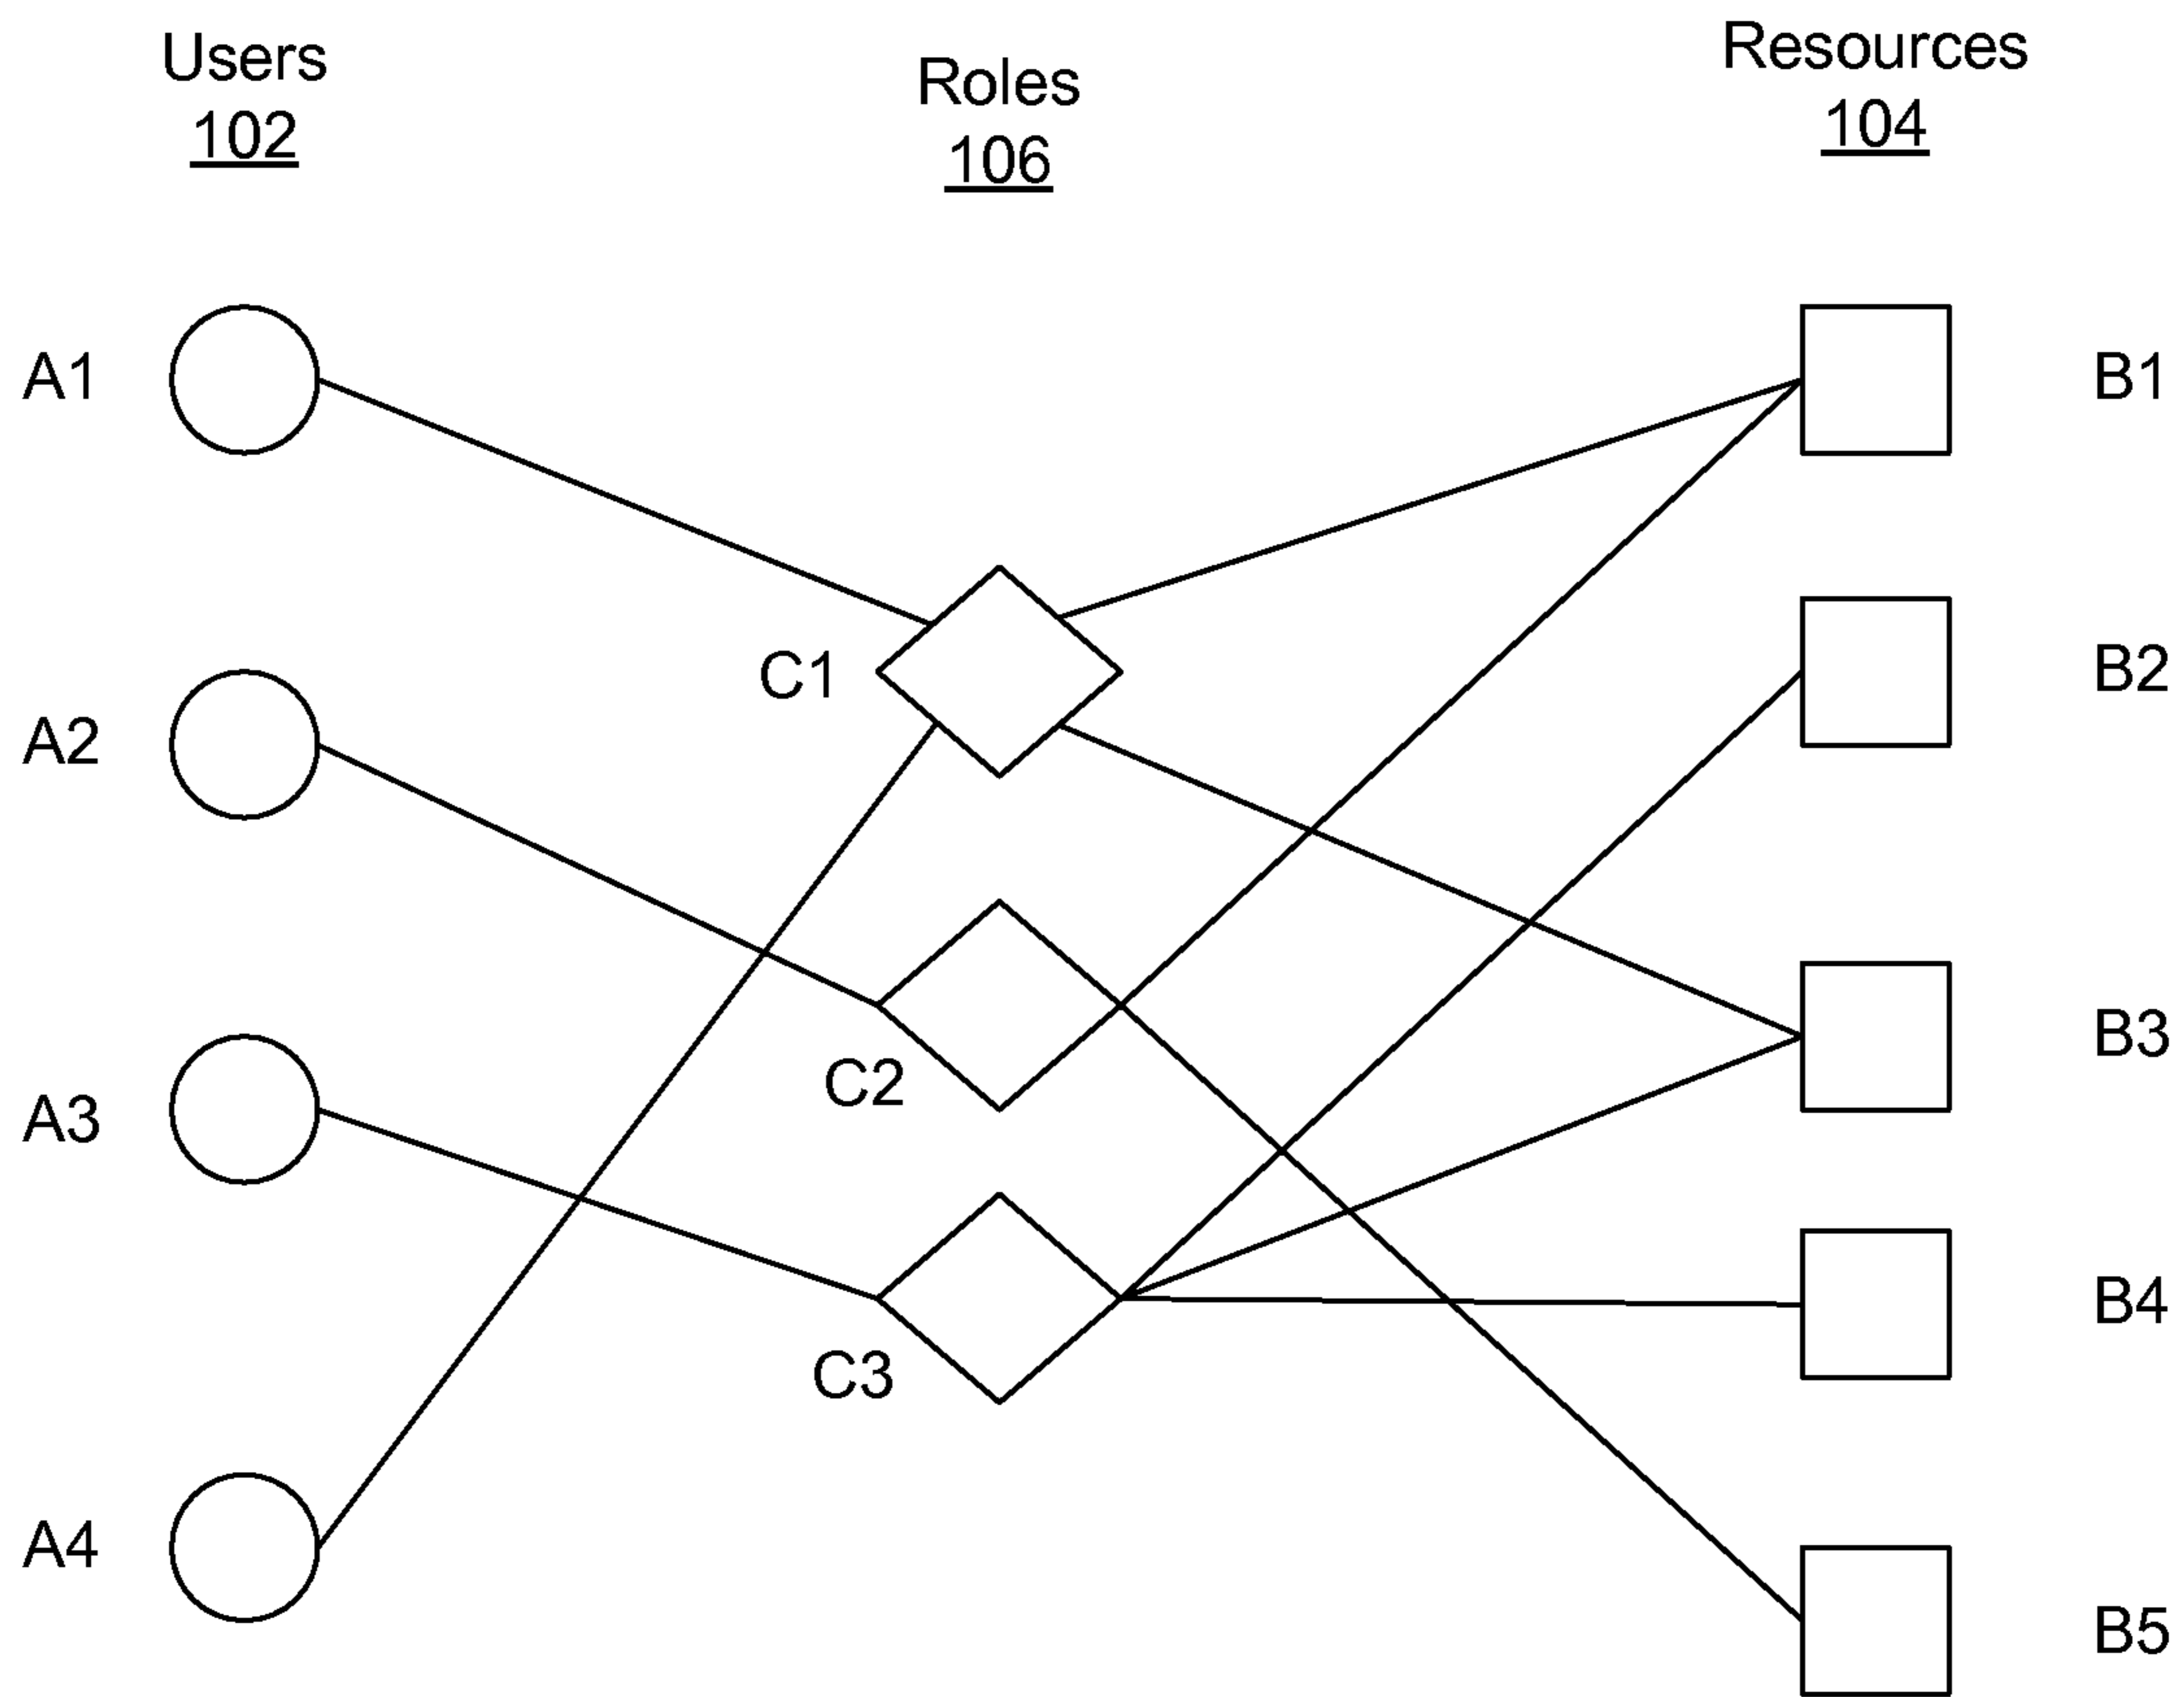 Users
102
Roles
106
Resources
104
A1
B1
C1
B2
A2
C2
B3
A3
C3
B4
A4
B5